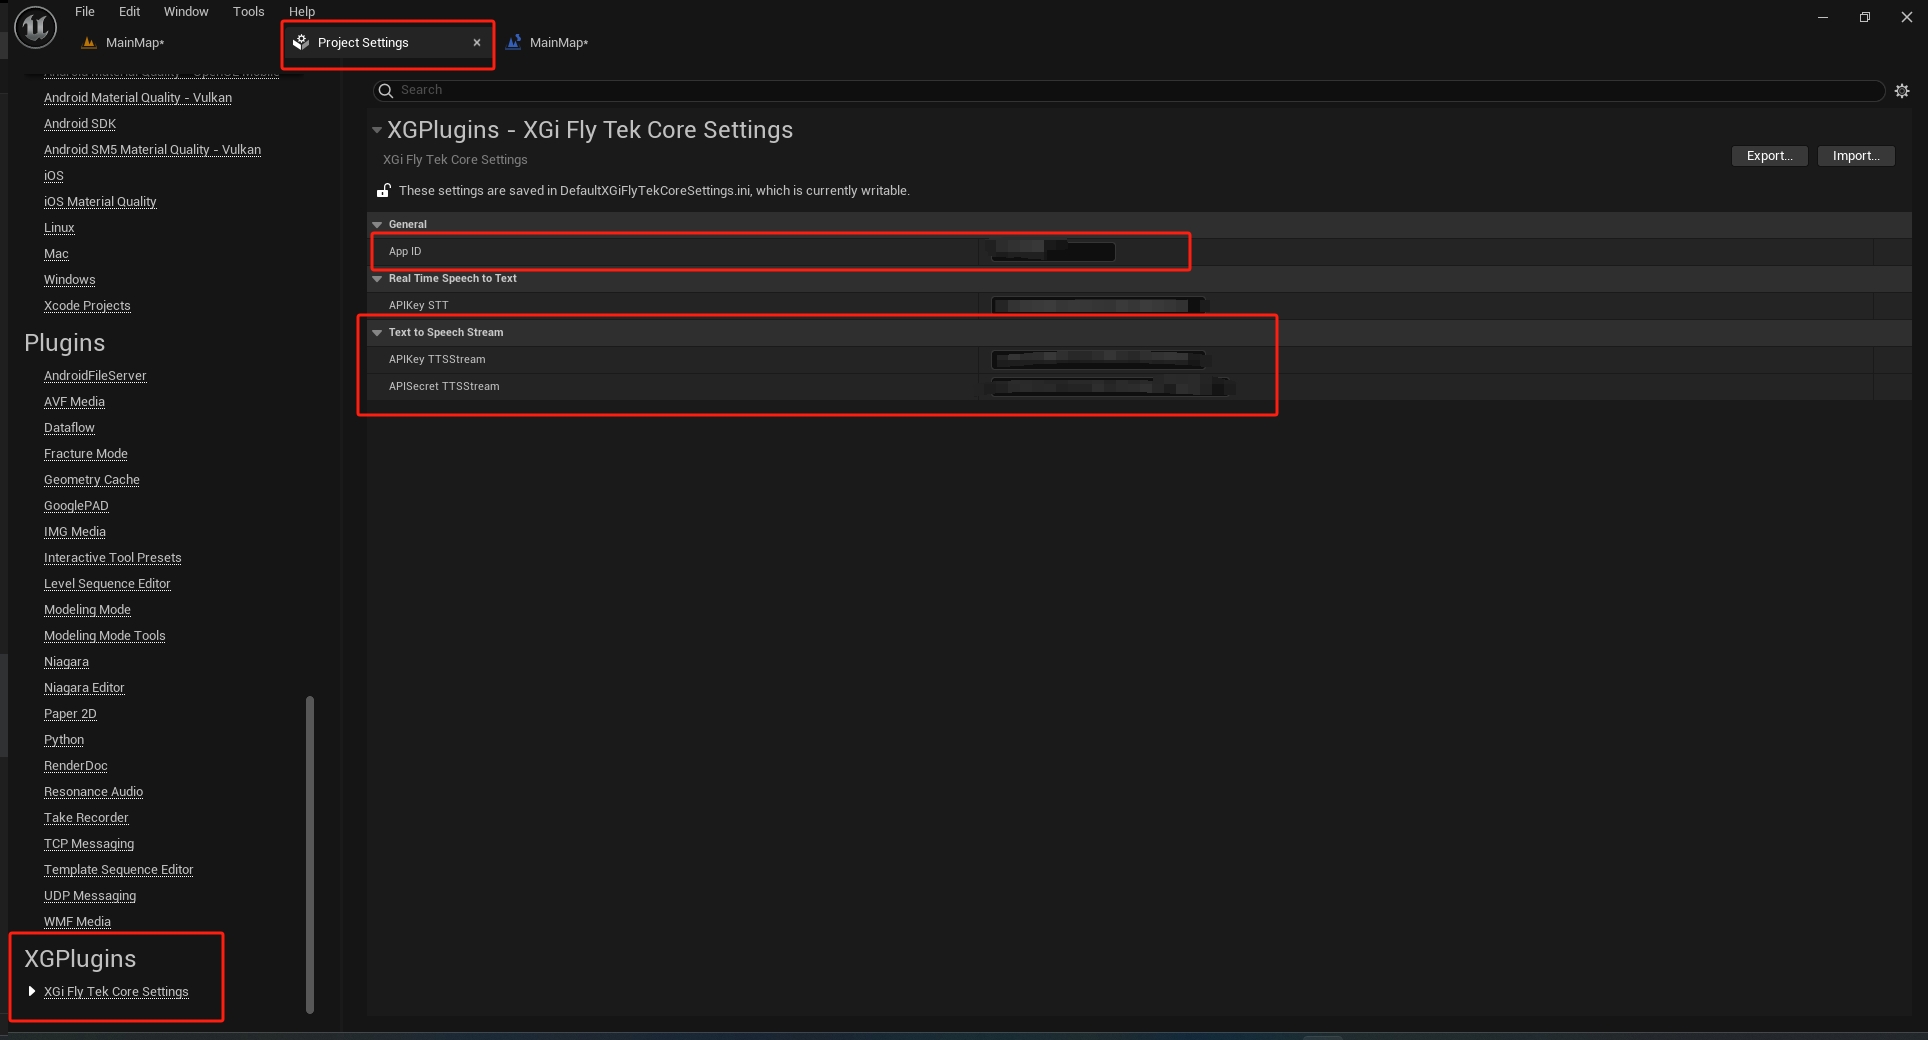 File Edit Window Tools Help
MainMap* Project Settings × MainMap*
Android Material Quality - OpenGL Mobile
Android Material Quality - Vulkan
Android SDK
Android SM5 Material Quality - Vulkan
iOS
iOS Material Quality
Linux
Mac
Windows
Xcode Projects
Plugins
AndroidFileServer
AVF Media
Dataflow
Fracture Mode
Geometry Cache
GooglePAD
IMG Media
Interactive Tool Presets
Level Sequence Editor
Modeling Mode
Modeling Mode Tools
Niagara
Niagara Editor
Paper 2D
Python
RenderDoc
Resonance Audio
Take Recorder
TCP Messaging
Template Sequence Editor
UDP Messaging
WMF Media
XGPlugins
XGi Fly Tek Core Settings
Search
XGPlugins - XGi Fly Tek Core Settings
XGi Fly Tek Core Settings
Export... Import...
These settings are saved in DefaultXGiFlyTekCoreSettings.ini, which is currently writable.
General
App ID
Real Time Speech to Text
APIKey STT
Text to Speech Stream
APIKey TTSStream
APISecret TTSStream